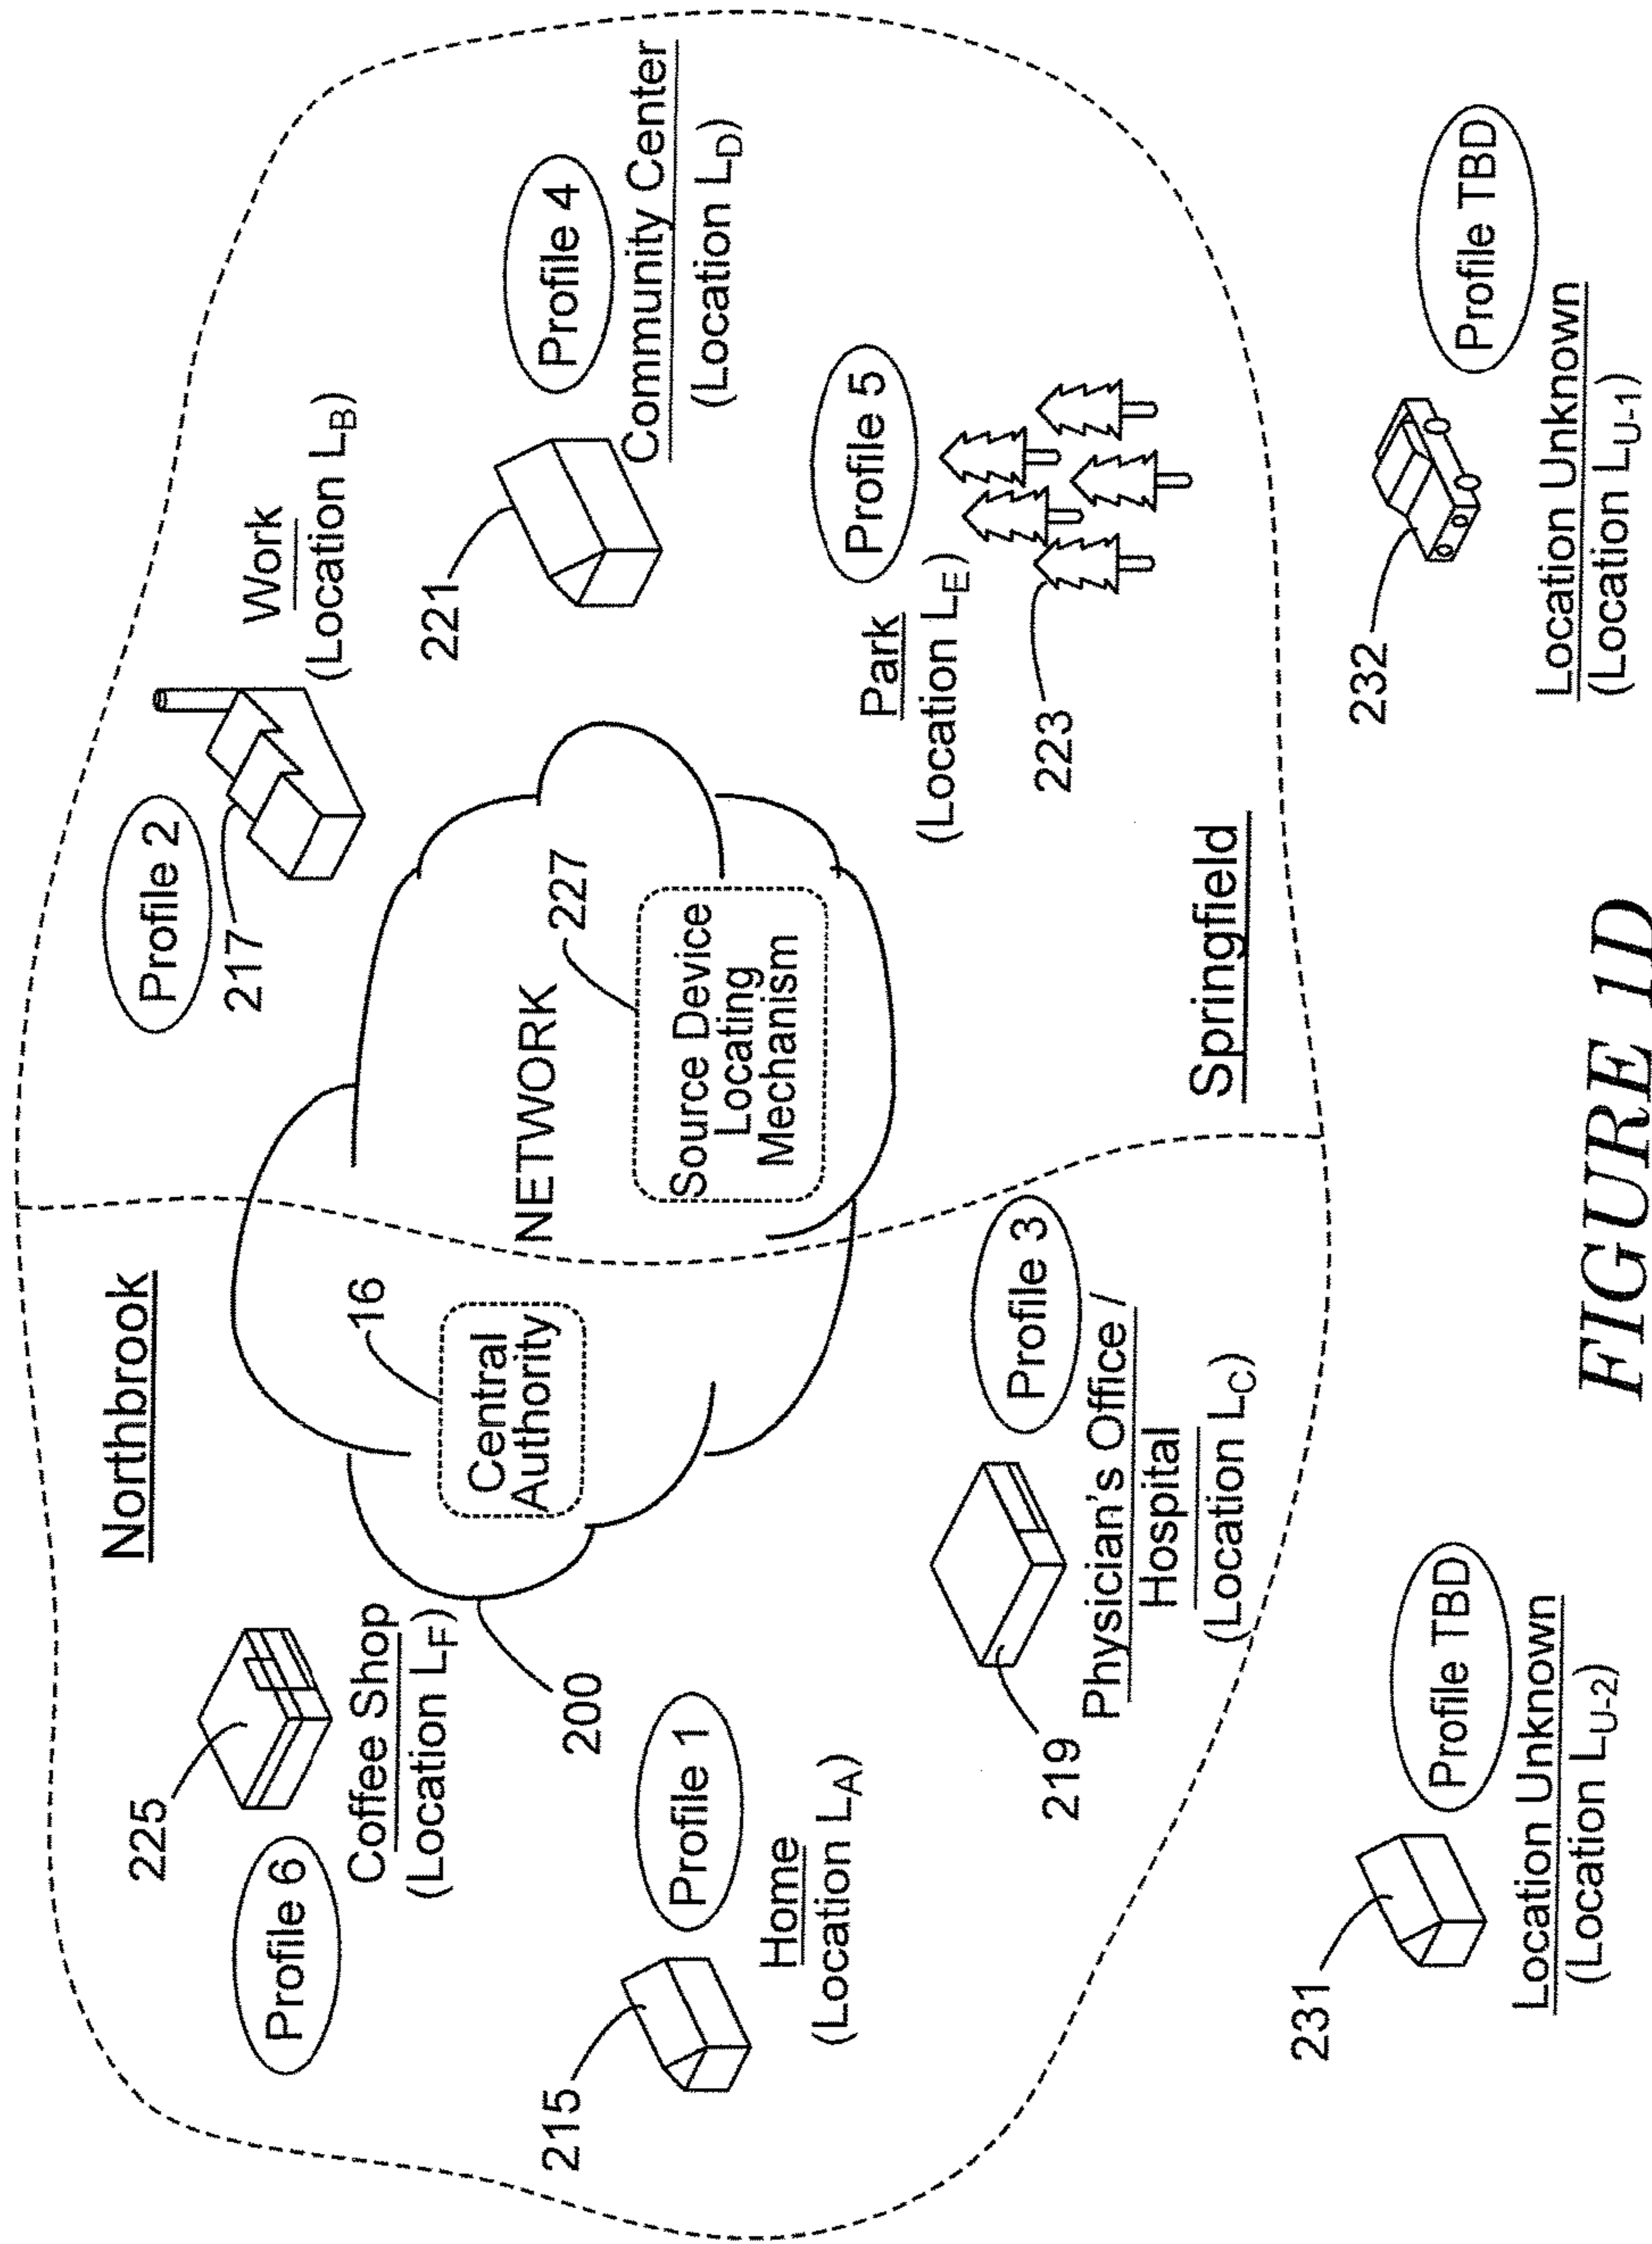 Northbrook
225
Profile 6
Coffee Shop
(Location LF)
200
215
Profile 1
Home
(Location LA)
16
Central
Authority
NETWORK
227
Source Device
Locating
Mechanism
Profile 2
217
Work
(Location LB)
221
Profile 4
Community Center
(Location LD)
Profile 5
Park
(Location LE)
223
Profile 3
219
Physician's Office /
Hospital
(Location LC)
Springfield
231
Profile TBD
Location Unknown
(Location LU-2)
232
Profile TBD
Location Unknown
(Location LU-1)
FIGURE 1D